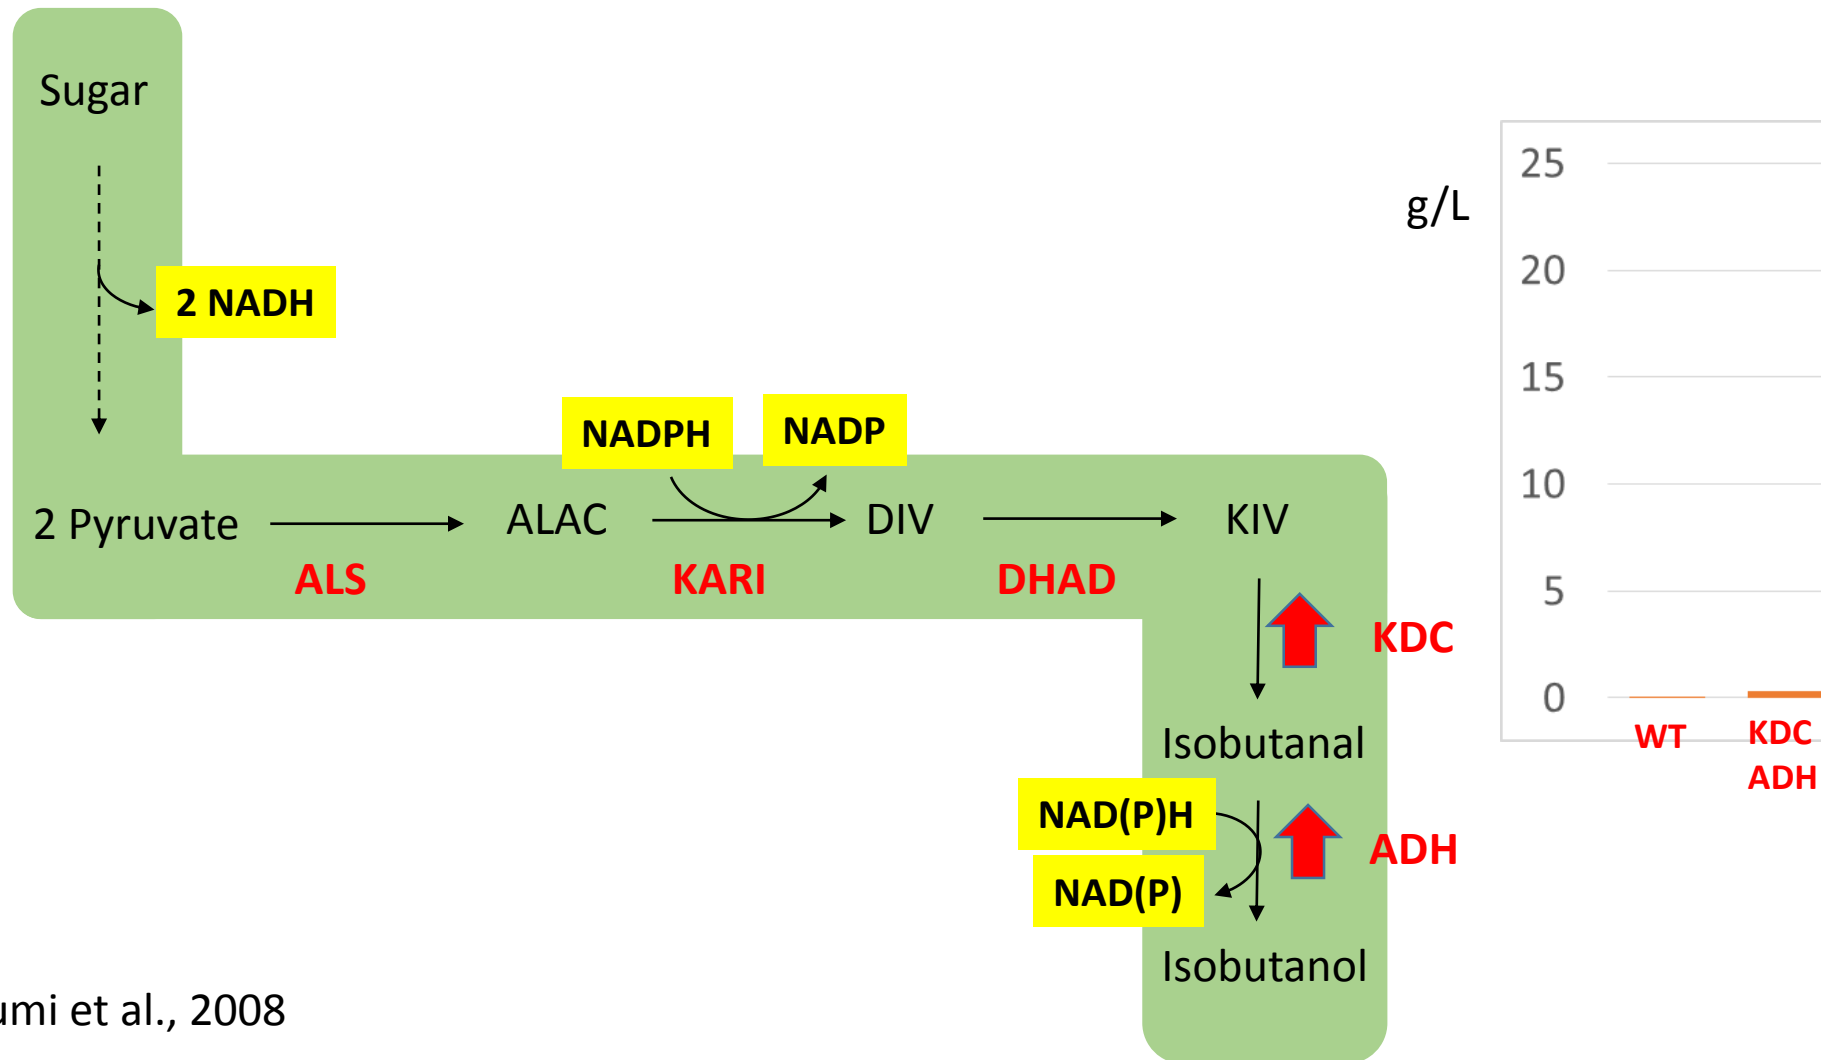 Sugar
2 NADH
NADPH NADP
2 Pyruvate ALAC DIV KIV
ALS KARI DHAD
KDC
Isobutanal
NAD(P)H
ADH
NAD(P)
Isobutanol
umi et al., 2008
g/L
25
20
15
10
5
0
WT KDC
ADH